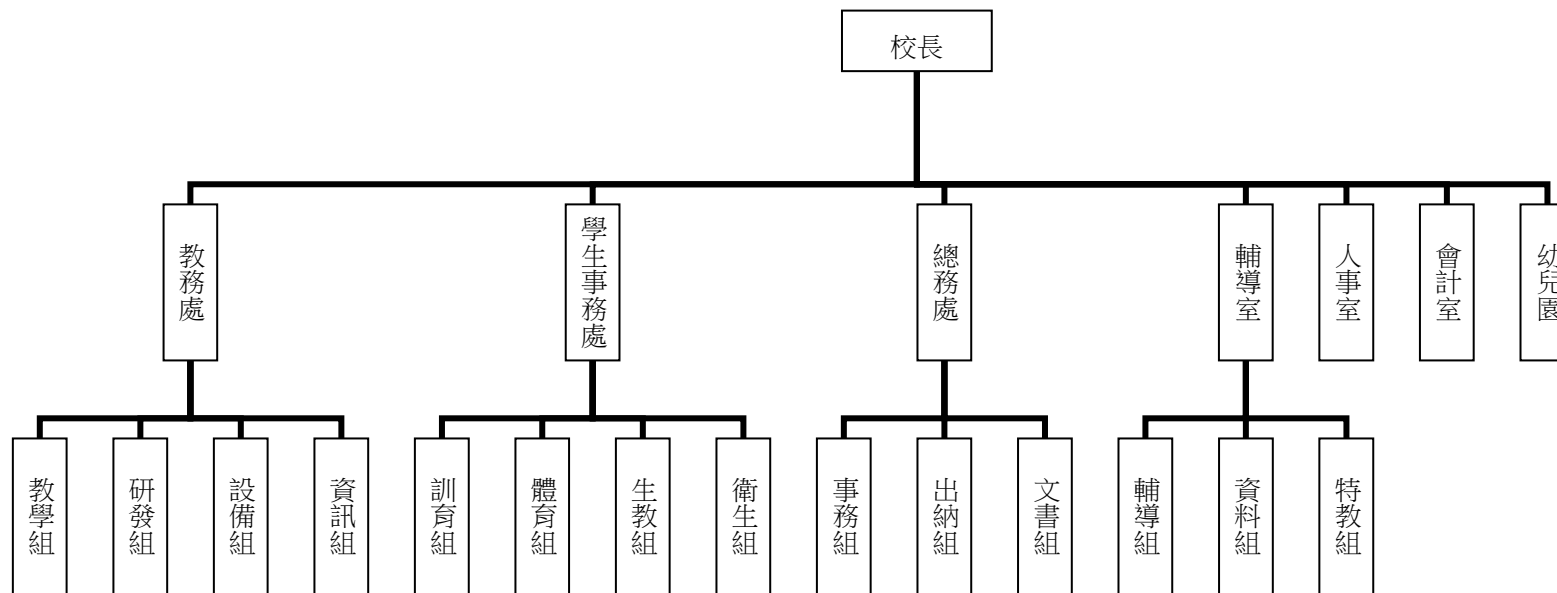 校長
教務處
學生事務處
總務處
輔導室
人事室
會計室
幼兒園
教學組
研發組
設備組
資訊組
訓育組
體育組
生教組
衛生組
事務組
出納組
文書組
輔導組
資料組
特教組